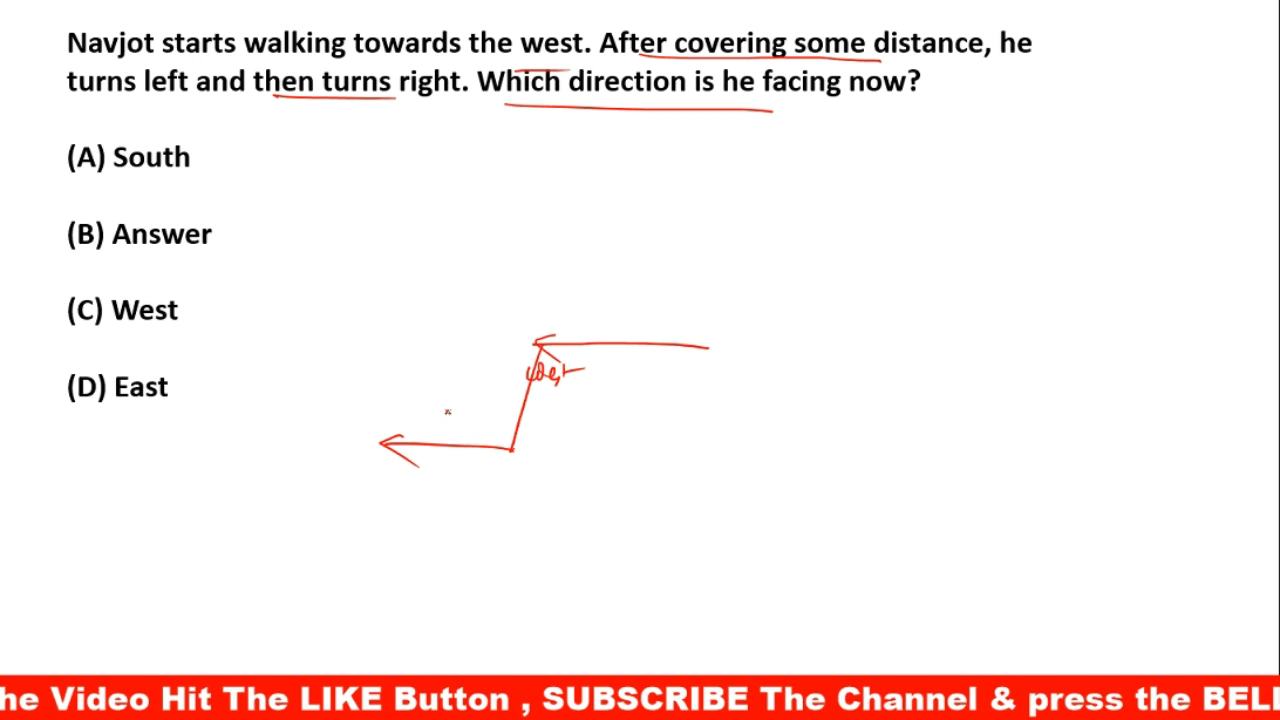 Navjot starts walking towards the west. After covering some distance, he
turns left and then turns right. Which direction is he facing now?
(A) South
(B) Answer
(C) West
(D) East
West
he Video Hit The LIKE Button , SUBSCRIBE The Channel & press the BELL